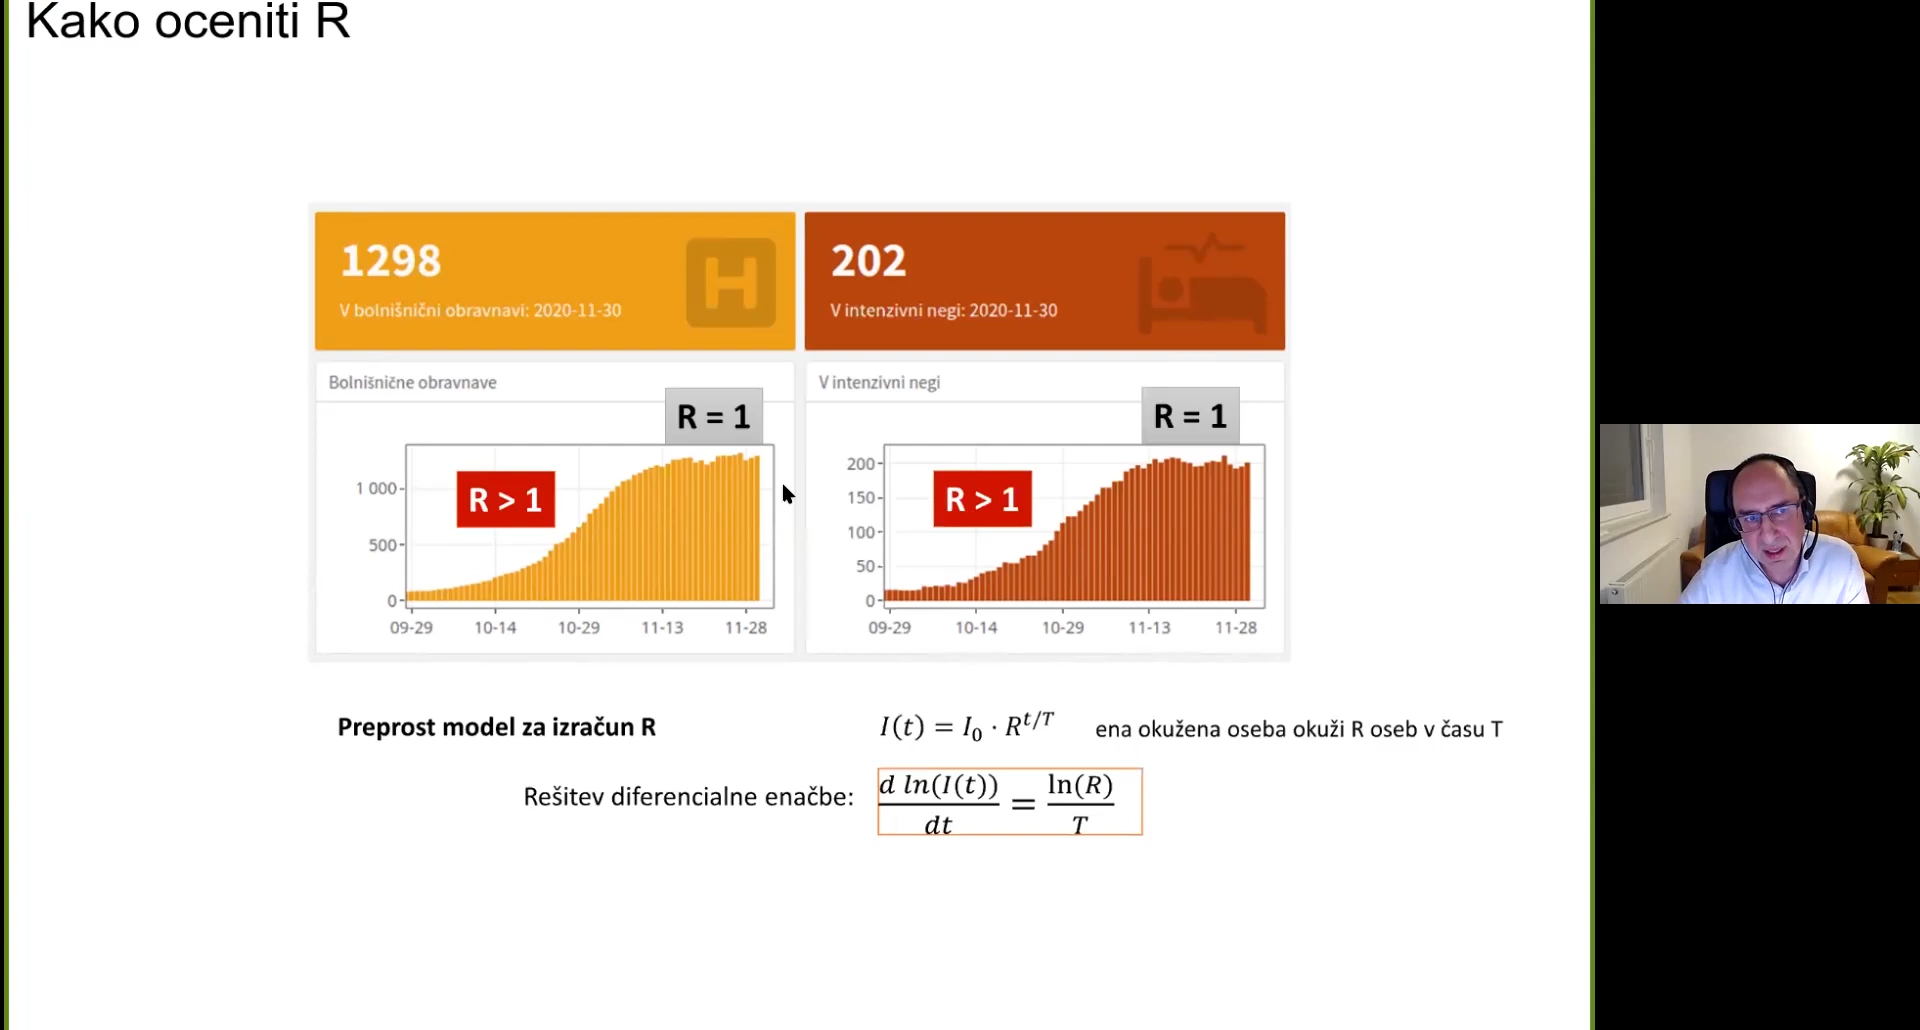 Kako oceniti R
1298
V bolnišnični obravnavi: 2020-11-30
H
202
V intenzivni negi: 2020-11-30
Bolnišnične obravnave
R = 1
R > 1
1 000
500
0
09-29 10-14 10-29 11-13 11-28
V intenzivni negi
R = 1
R > 1
200
150
100
50
0
09-29 10-14 10-29 11-13 11-28
Preprost model za izračun R
I(t) = I₀ · R^{t/T} ena okužena oseba okuži R oseb v času T
Rešitev diferencialne enačbe: d ln(I(t))/dt = ln(R)/T